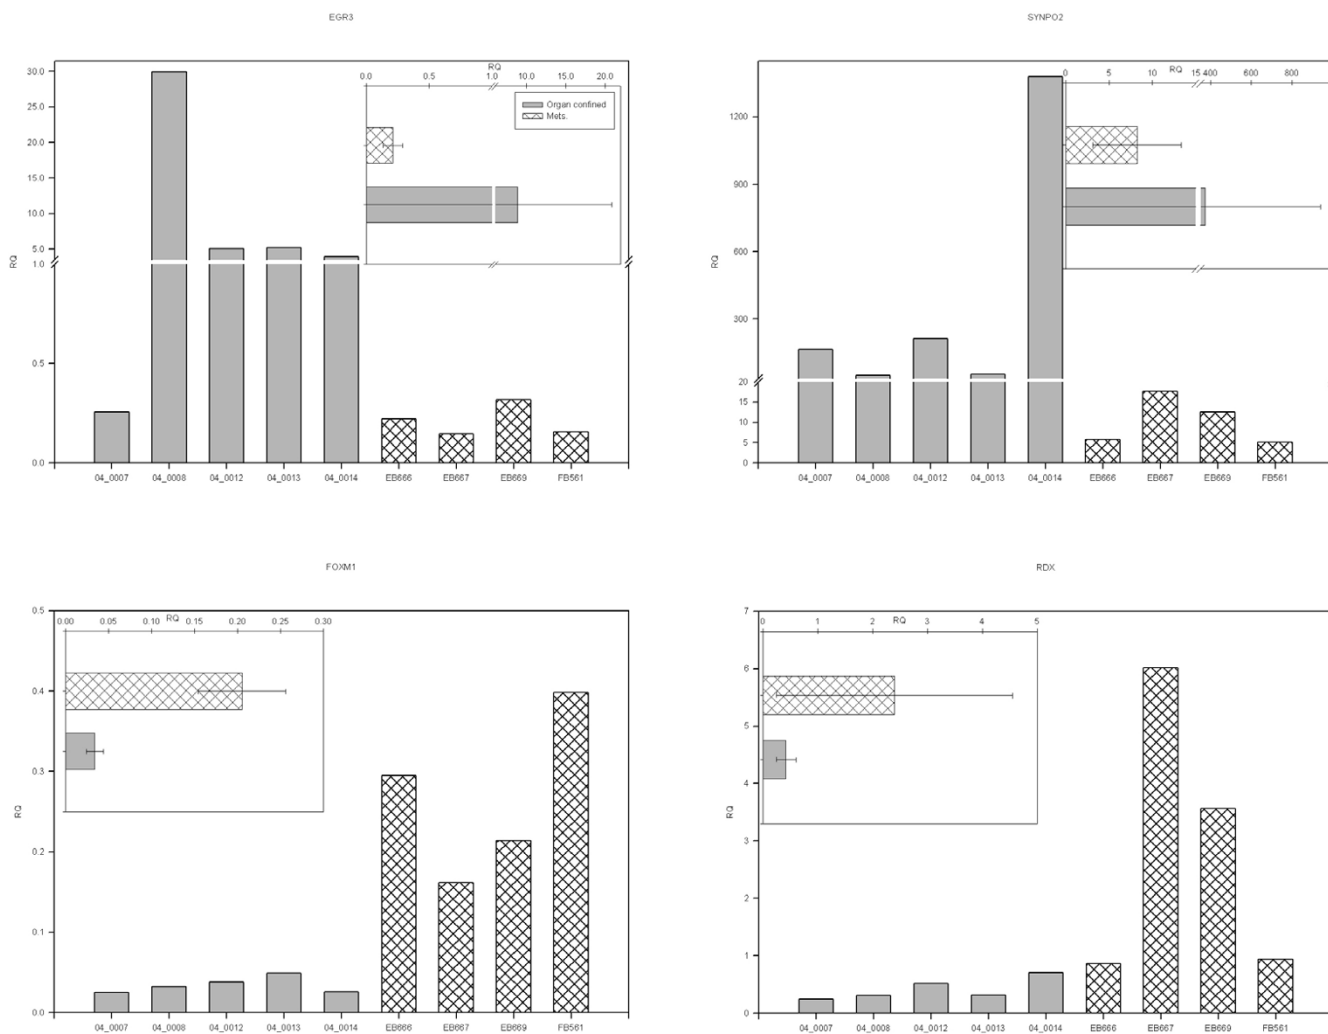 EGR3
RQ
0.0 0.5 1.0 10.0 15.0 20.0
Organ confined
Mets.
30.0
25.0
20.0
15.0
10.0
5.0
1.0
0.5
0.0
RQ
04_0007 04_0008 04_0012 04_0013 04_0014 EB666 EB667 EB669 FB561
SYNPO2
RQ
0 5 10 15 400 600 800
1200
900
600
300
20
15
10
5
0
RQ
04_0007 04_0008 04_0012 04_0013 04_0014 EB666 EB667 EB669 FB561
FOXM1
RQ
0.00 0.05 0.10 0.15 0.20 0.25 0.30
0.5
0.4
0.3
0.2
0.1
0.0
RQ
04_0007 04_0008 04_0012 04_0013 04_0014 EB666 EB667 EB669 FB561
RDX
0 1 2 RQ 3 4 5
7
6
5
4
3
2
1
0
RQ
04_0007 04_0008 04_0012 04_0013 04_0014 EB666 EB667 EB669 FB561